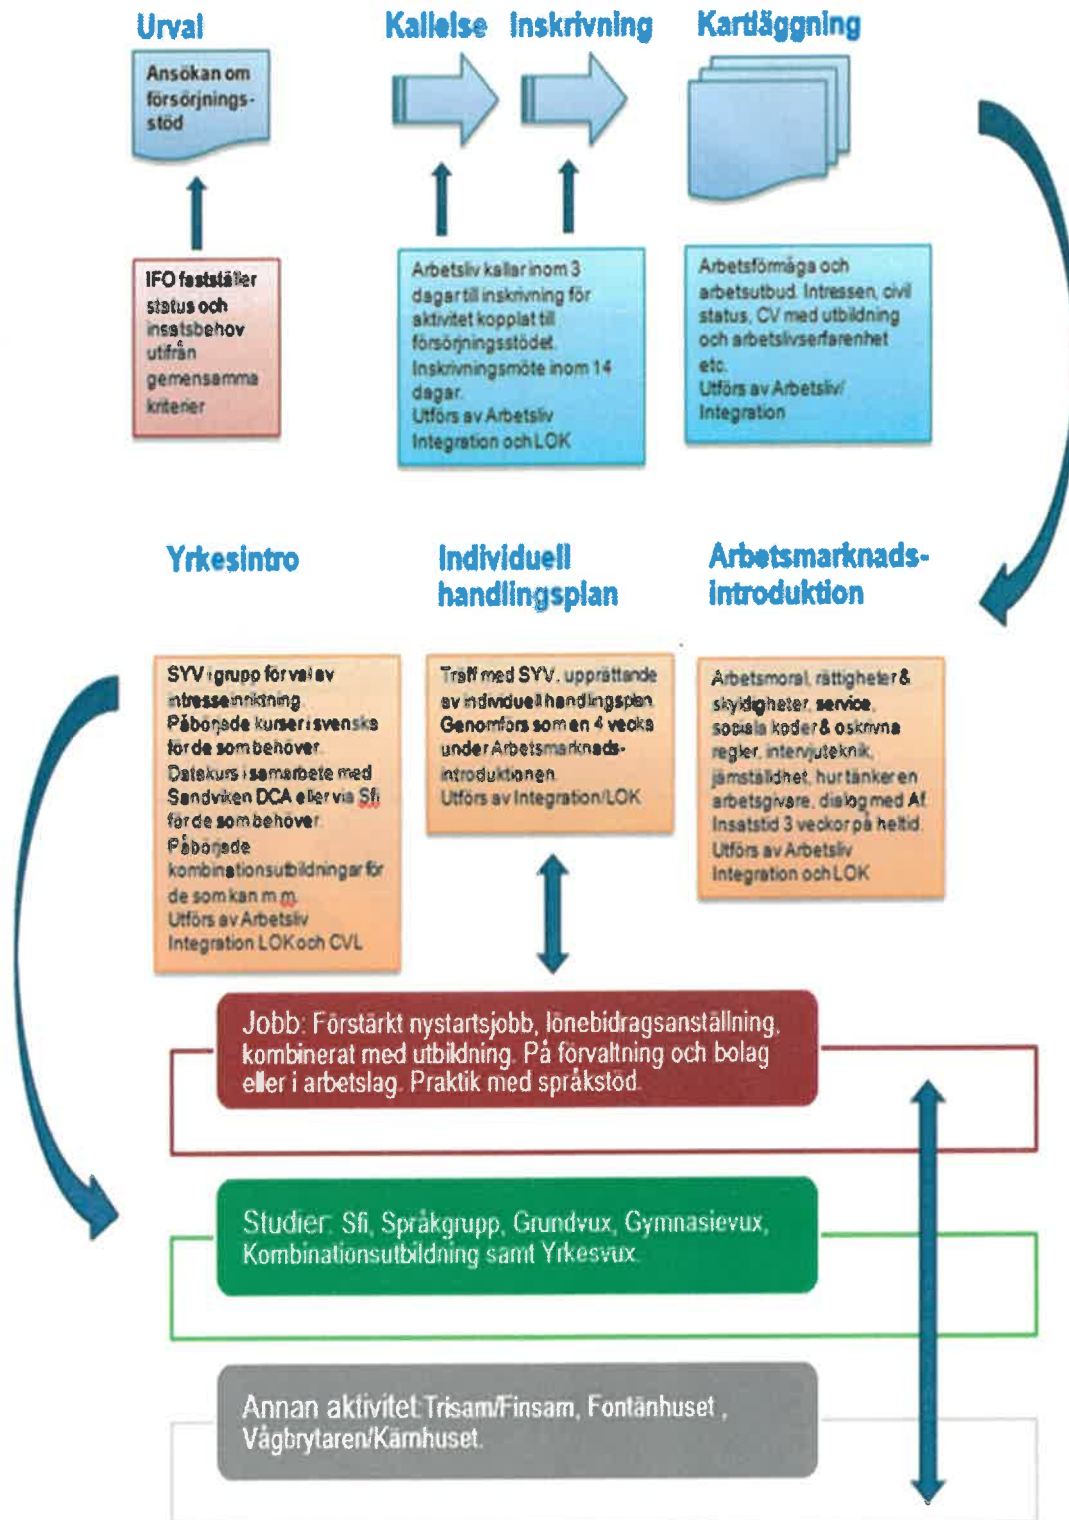 Urval
Kallelse Inskrivning
Kartläggning
Ansökan om
försörjnings-
stöd
IFO fastställer
status och
insatsbehov
utifrån
gemensamma
kriterier
Arbetsliv kallar inom 3
dagar till inskrivning för
aktivitet kopplat till
försörjningsstödet.
Inskrivningsmöte inom 14
dagar.
Utförs av Arbetsliv
Integration och LOK
Arbetsförmåga och
arbetsutbud. Intressen, civil
status, CV med utbildning
och arbetslivserfarenhet
etc.
Utförs av Arbetsliv/
Integration
Yrkesintro
Individuell
handlingsplan
Arbetsmarknads-
introduktion
SYV i grupp för val av
intresseinriktning.
Påbörjade kurser i svenska
för de som behöver.
Datakurs i samarbete med
Sandviken DCA eller via Sfi
för de som behöver.
Påbörjade
kombinationsutbildningar för
de som kan m m.
Utförs av Arbetsliv
Integration LOK och CVL
Träff med SYV, upprättande
av individuell handlingsplan.
Genomförs som en 4 vecka
under Arbetsmarknads-
introduktionen.
Utförs av Integration/LOK
Arbetsmoral, rättigheter &
skyldigheter, service,
sociala koder & oskrivna
regler, intervjuteknik,
jämställdhet, hur tänker en
arbetsgivare, dialog med Af.
Insatstid 3 veckor på heltid.
Utförs av Arbetsliv
Integration och LOK
Jobb: Förstärkt nystartsjobb, lönebidragsanställning,
kombinerat med utbildning. På förvaltning och bolag
eller i arbetslag. Praktik med språkstöd.
Studier: Sfi, Språkgrupp, Grundvux, Gymnasievux,
Kombinationsutbildning samt Yrkesvux.
Annan aktivitet:Trisam/Finsam, Fontänhuset ,
Vågbrytaren/Kärnhuset.